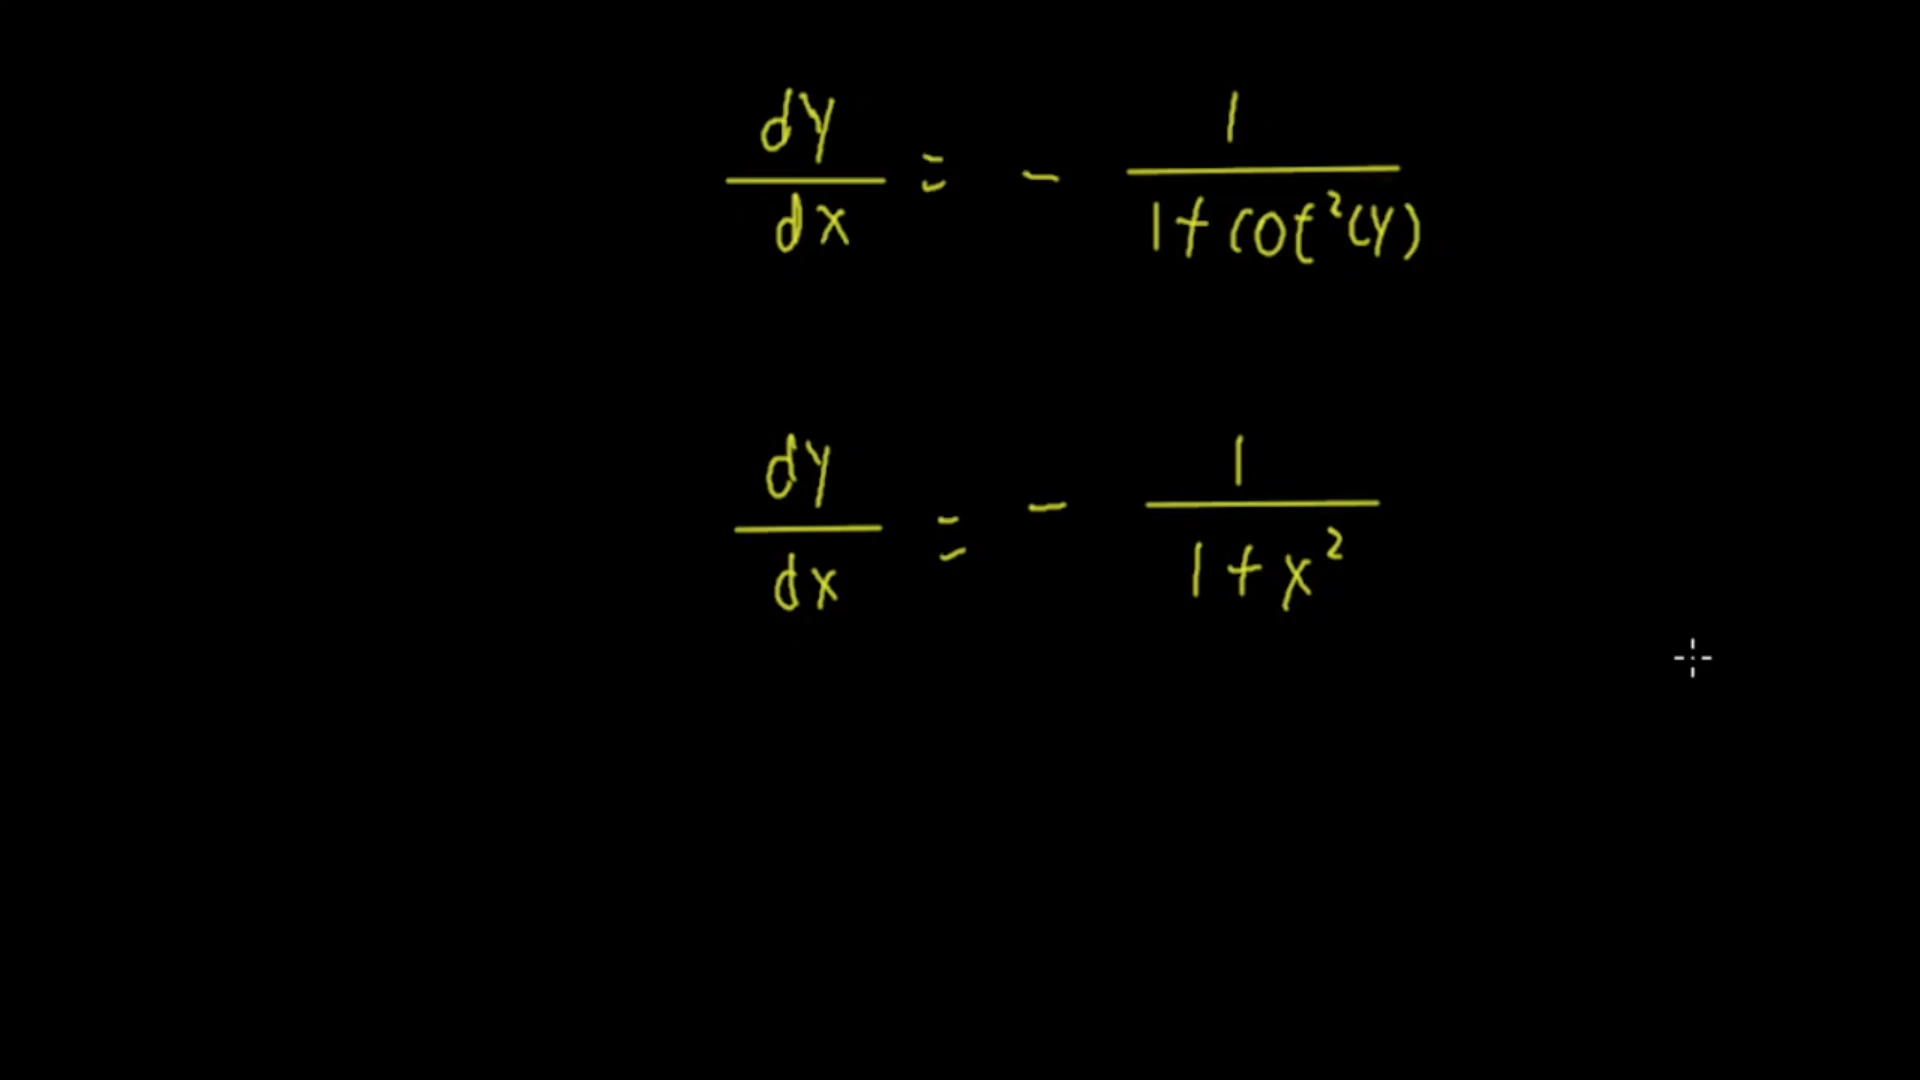 dy/dx = - 1/(1+cot²(y))
dy/dx = - 1/(1+x²)